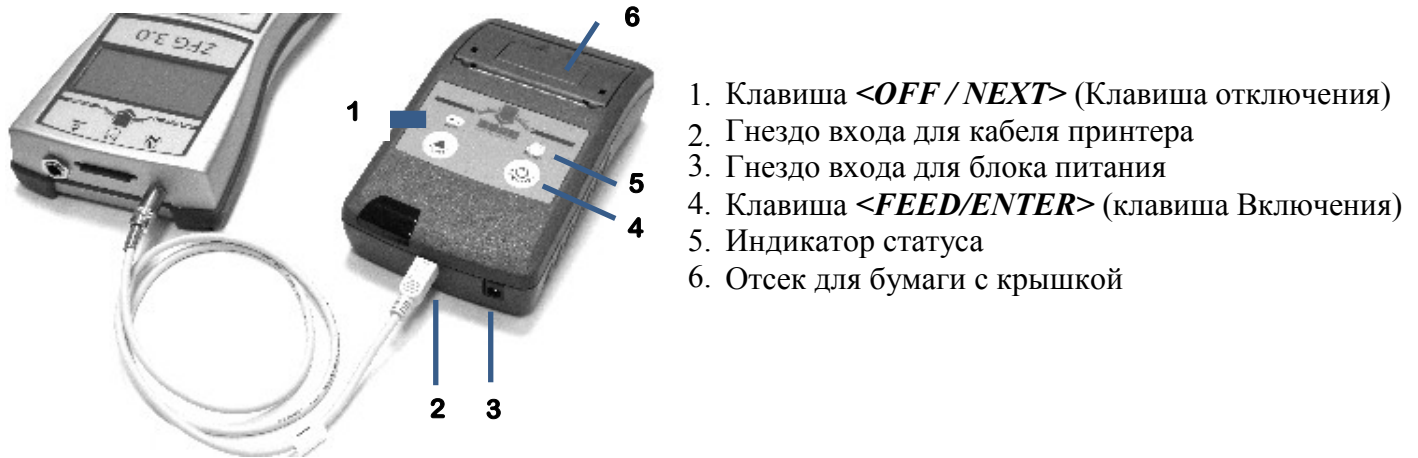 6
ZFG 3.0
1
5
4
2
3
1. Клавиша <OFF / NEXT> (Клавиша отключения)
2. Гнездо входа для кабеля принтера
3. Гнездо входа для блока питания
4. Клавиша <FEED/ENTER> (клавиша Включения)
5. Индикатор статуса
6. Отсек для бумаги с крышкой